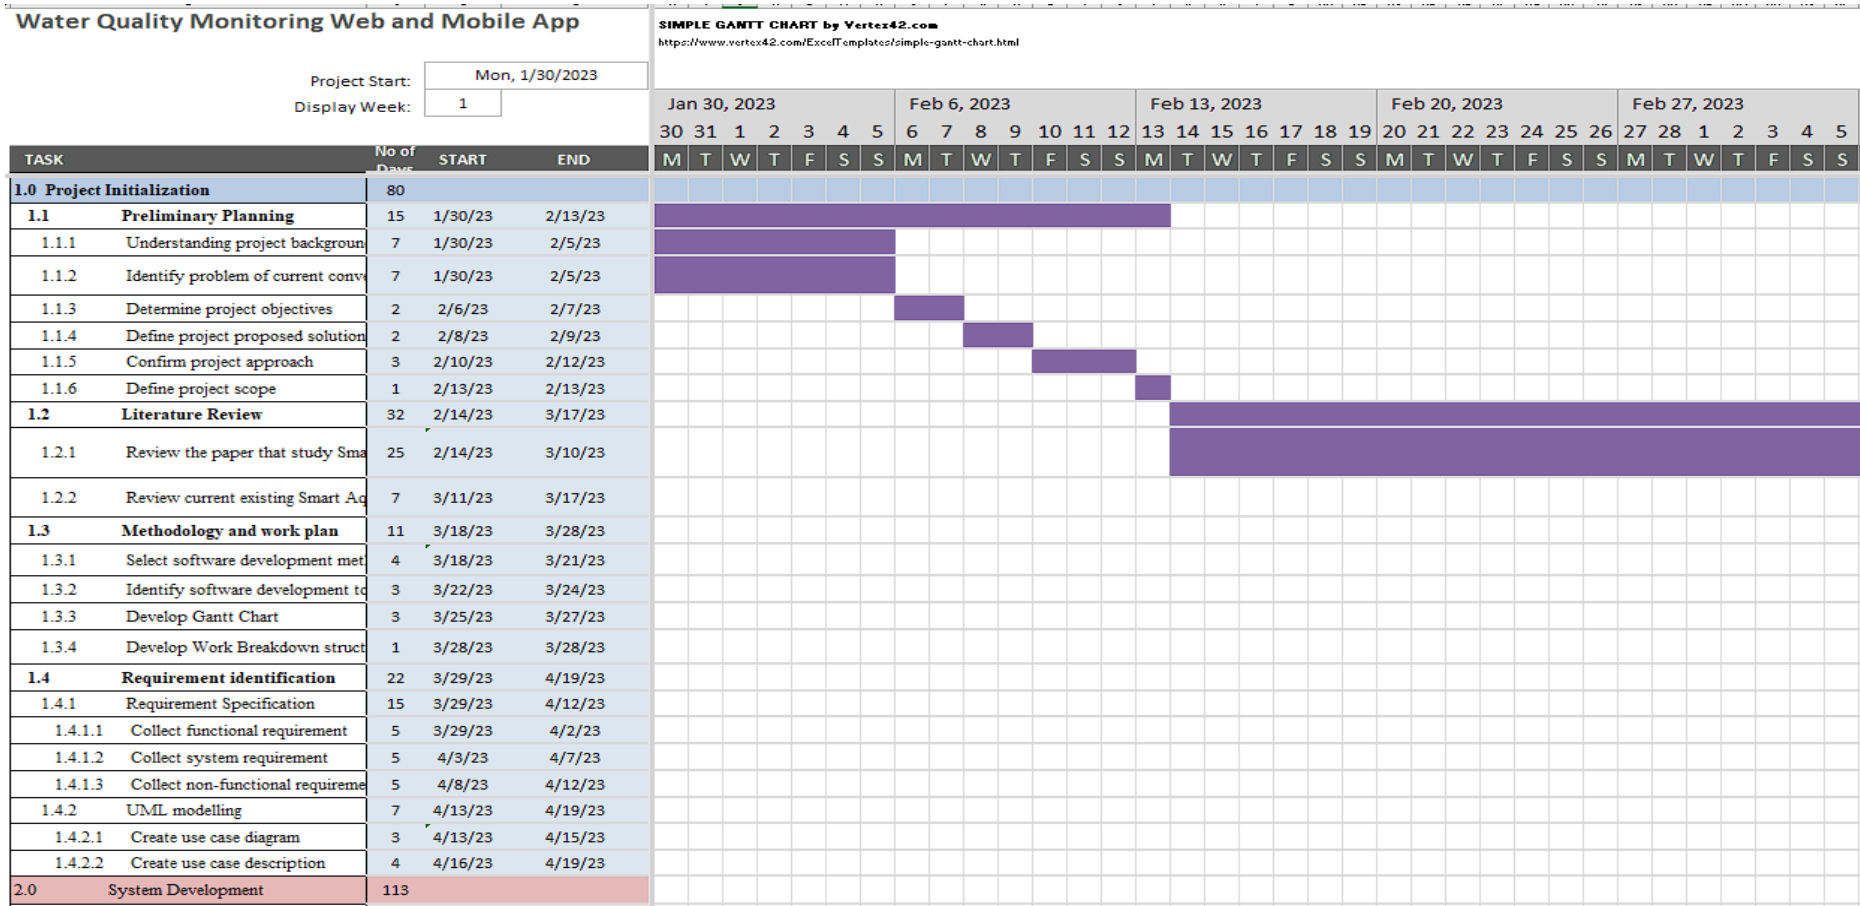 Water Quality Monitoring Web and Mobile App
SIMPLE GANTT CHART by Vertex42.com
https://www.vertex42.com/ExcelTemplates/simple-gantt-chart.html
Project Start: Mon, 1/30/2023
Display Week: 1
Jan 30, 2023 Feb 6, 2023 Feb 13, 2023 Feb 20, 2023 Feb 27, 2023
30 31 1 2 3 4 5 6 7 8 9 10 11 12 13 14 15 16 17 18 19 20 21 22 23 24 25 26 27 28 1 2 3 4 5
TASK No of Days START END M T W T F S S M T W T F S S M T W T F S S M T W T F S S M T W T F S S
1.0 Project Initialization 80
1.1 Preliminary Planning 15 1/30/23 2/13/23
1.1.1 Understanding project backgroun 7 1/30/23 2/5/23
1.1.2 Identify problem of current conve 7 1/30/23 2/5/23
1.1.3 Determine project objectives 2 2/6/23 2/7/23
1.1.4 Define project proposed solution 2 2/8/23 2/9/23
1.1.5 Confirm project approach 3 2/10/23 2/12/23
1.1.6 Define project scope 1 2/13/23 2/13/23
1.2 Literature Review 32 2/14/23 3/17/23
1.2.1 Review the paper that study Sma 25 2/14/23 3/10/23
1.2.2 Review current existing Smart Aq 7 3/11/23 3/17/23
1.3 Methodology and work plan 11 3/18/23 3/28/23
1.3.1 Select software development met 4 3/18/23 3/21/23
1.3.2 Identify software development to 3 3/22/23 3/24/23
1.3.3 Develop Gantt Chart 3 3/25/23 3/27/23
1.3.4 Develop Work Breakdown struct 1 3/28/23 3/28/23
1.4 Requirement identification 22 3/29/23 4/19/23
1.4.1 Requirement Specification 15 3/29/23 4/12/23
1.4.1.1 Collect functional requirement 5 3/29/23 4/2/23
1.4.1.2 Collect system requirement 5 4/3/23 4/7/23
1.4.1.3 Collect non-functional requireme 5 4/8/23 4/12/23
1.4.2 UML modelling 7 4/13/23 4/19/23
1.4.2.1 Create use case diagram 3 4/13/23 4/15/23
1.4.2.2 Create use case description 4 4/16/23 4/19/23
2.0 System Development 113